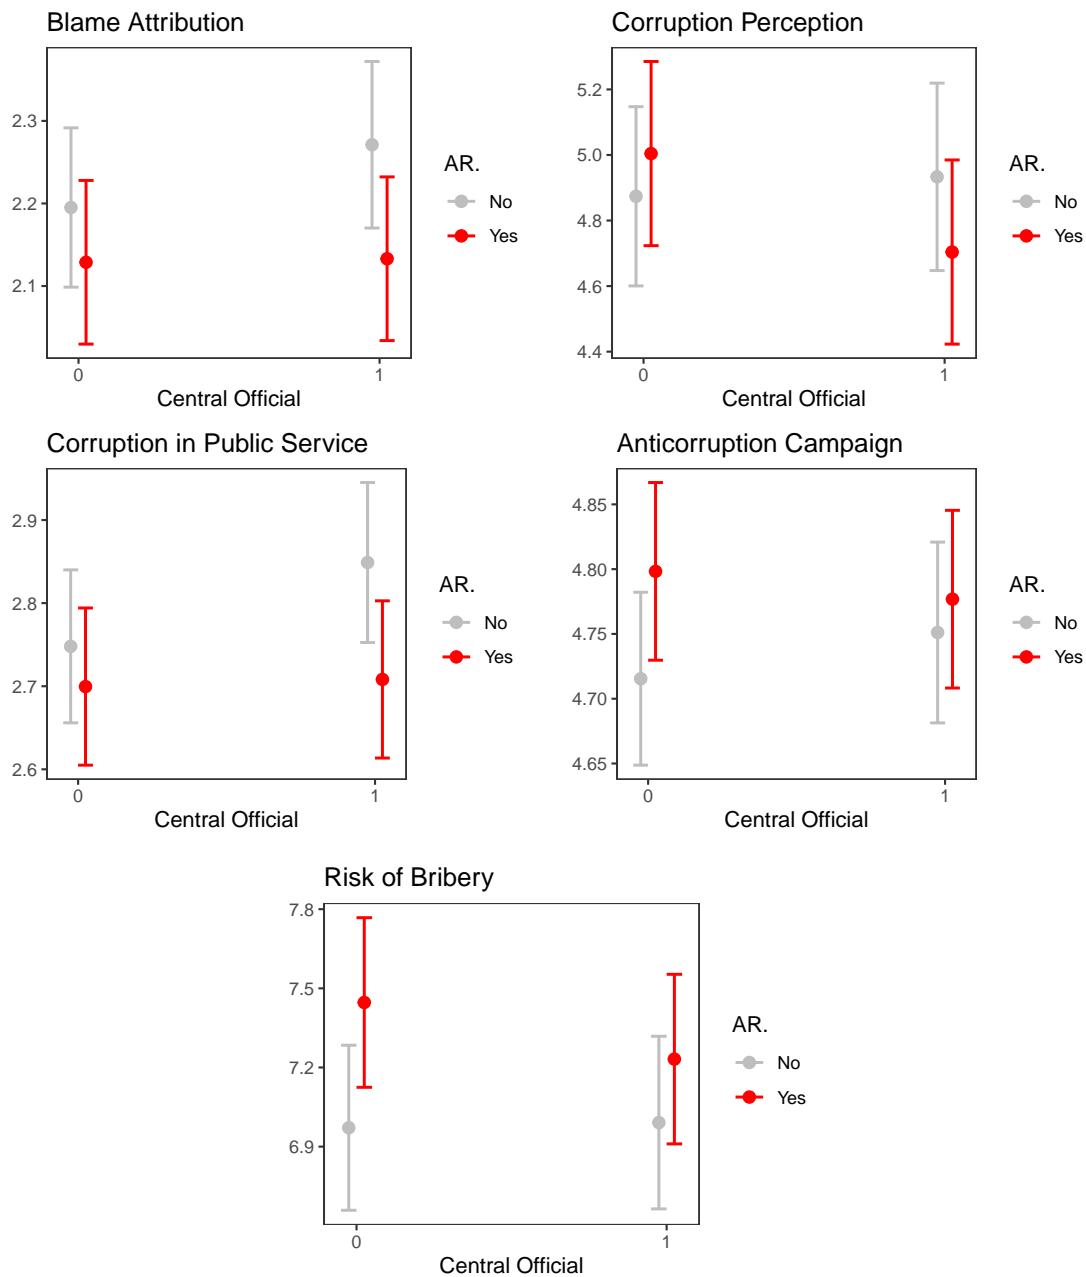 Blame Attribution
2.3
2.2
2.1
0
1
Central Official
AR.
No
Yes
Corruption Perception
5.2
5.0
4.8
4.6
4.4
0
1
Central Official
AR.
No
Yes
Corruption in Public Service
2.9
2.8
2.7
2.6
0
1
Central Official
AR.
No
Yes
Anticorruption Campaign
4.85
4.80
4.75
4.70
4.65
0
1
Central Official
AR.
No
Yes
Risk of Bribery
7.8
7.5
7.2
6.9
0
1
Central Official
AR.
No
Yes